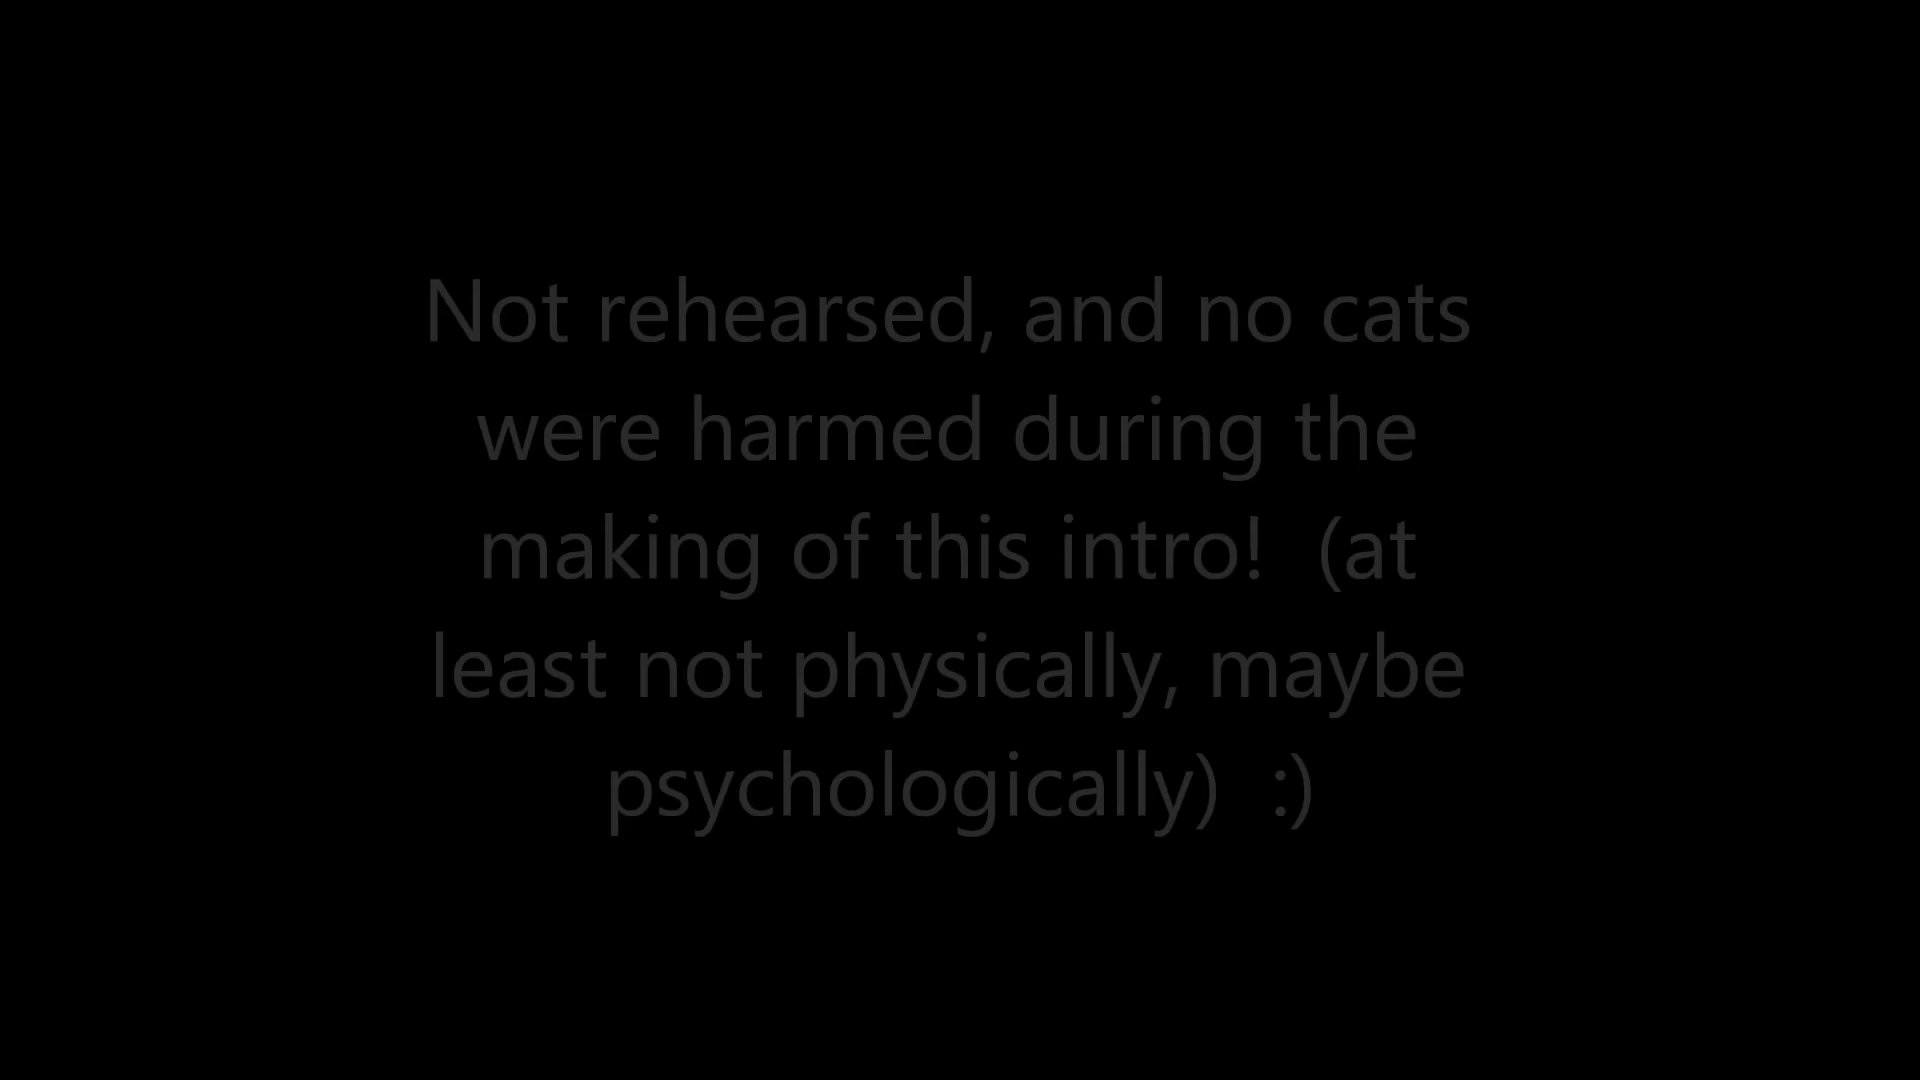 Not rehearsed, and no cats
were harmed during the
making of this intro!  (at
least not physically, maybe
psychologically)  :)